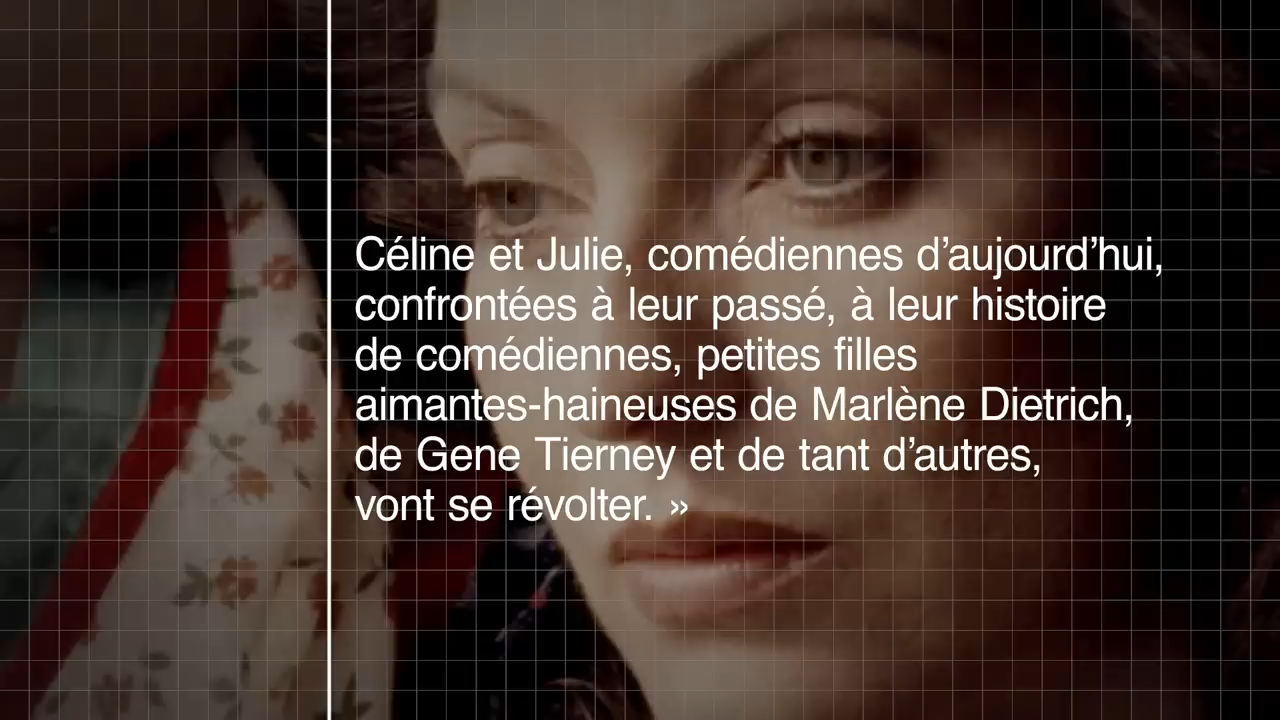 Céline et Julie, comédiennes d’aujourd’hui,
confrontées à leur passé, à leur histoire
de comédiennes, petites filles
aimantes-haineuses de Marlène Dietrich,
de Gene Tierney et de tant d’autres,
vont se révolter. »